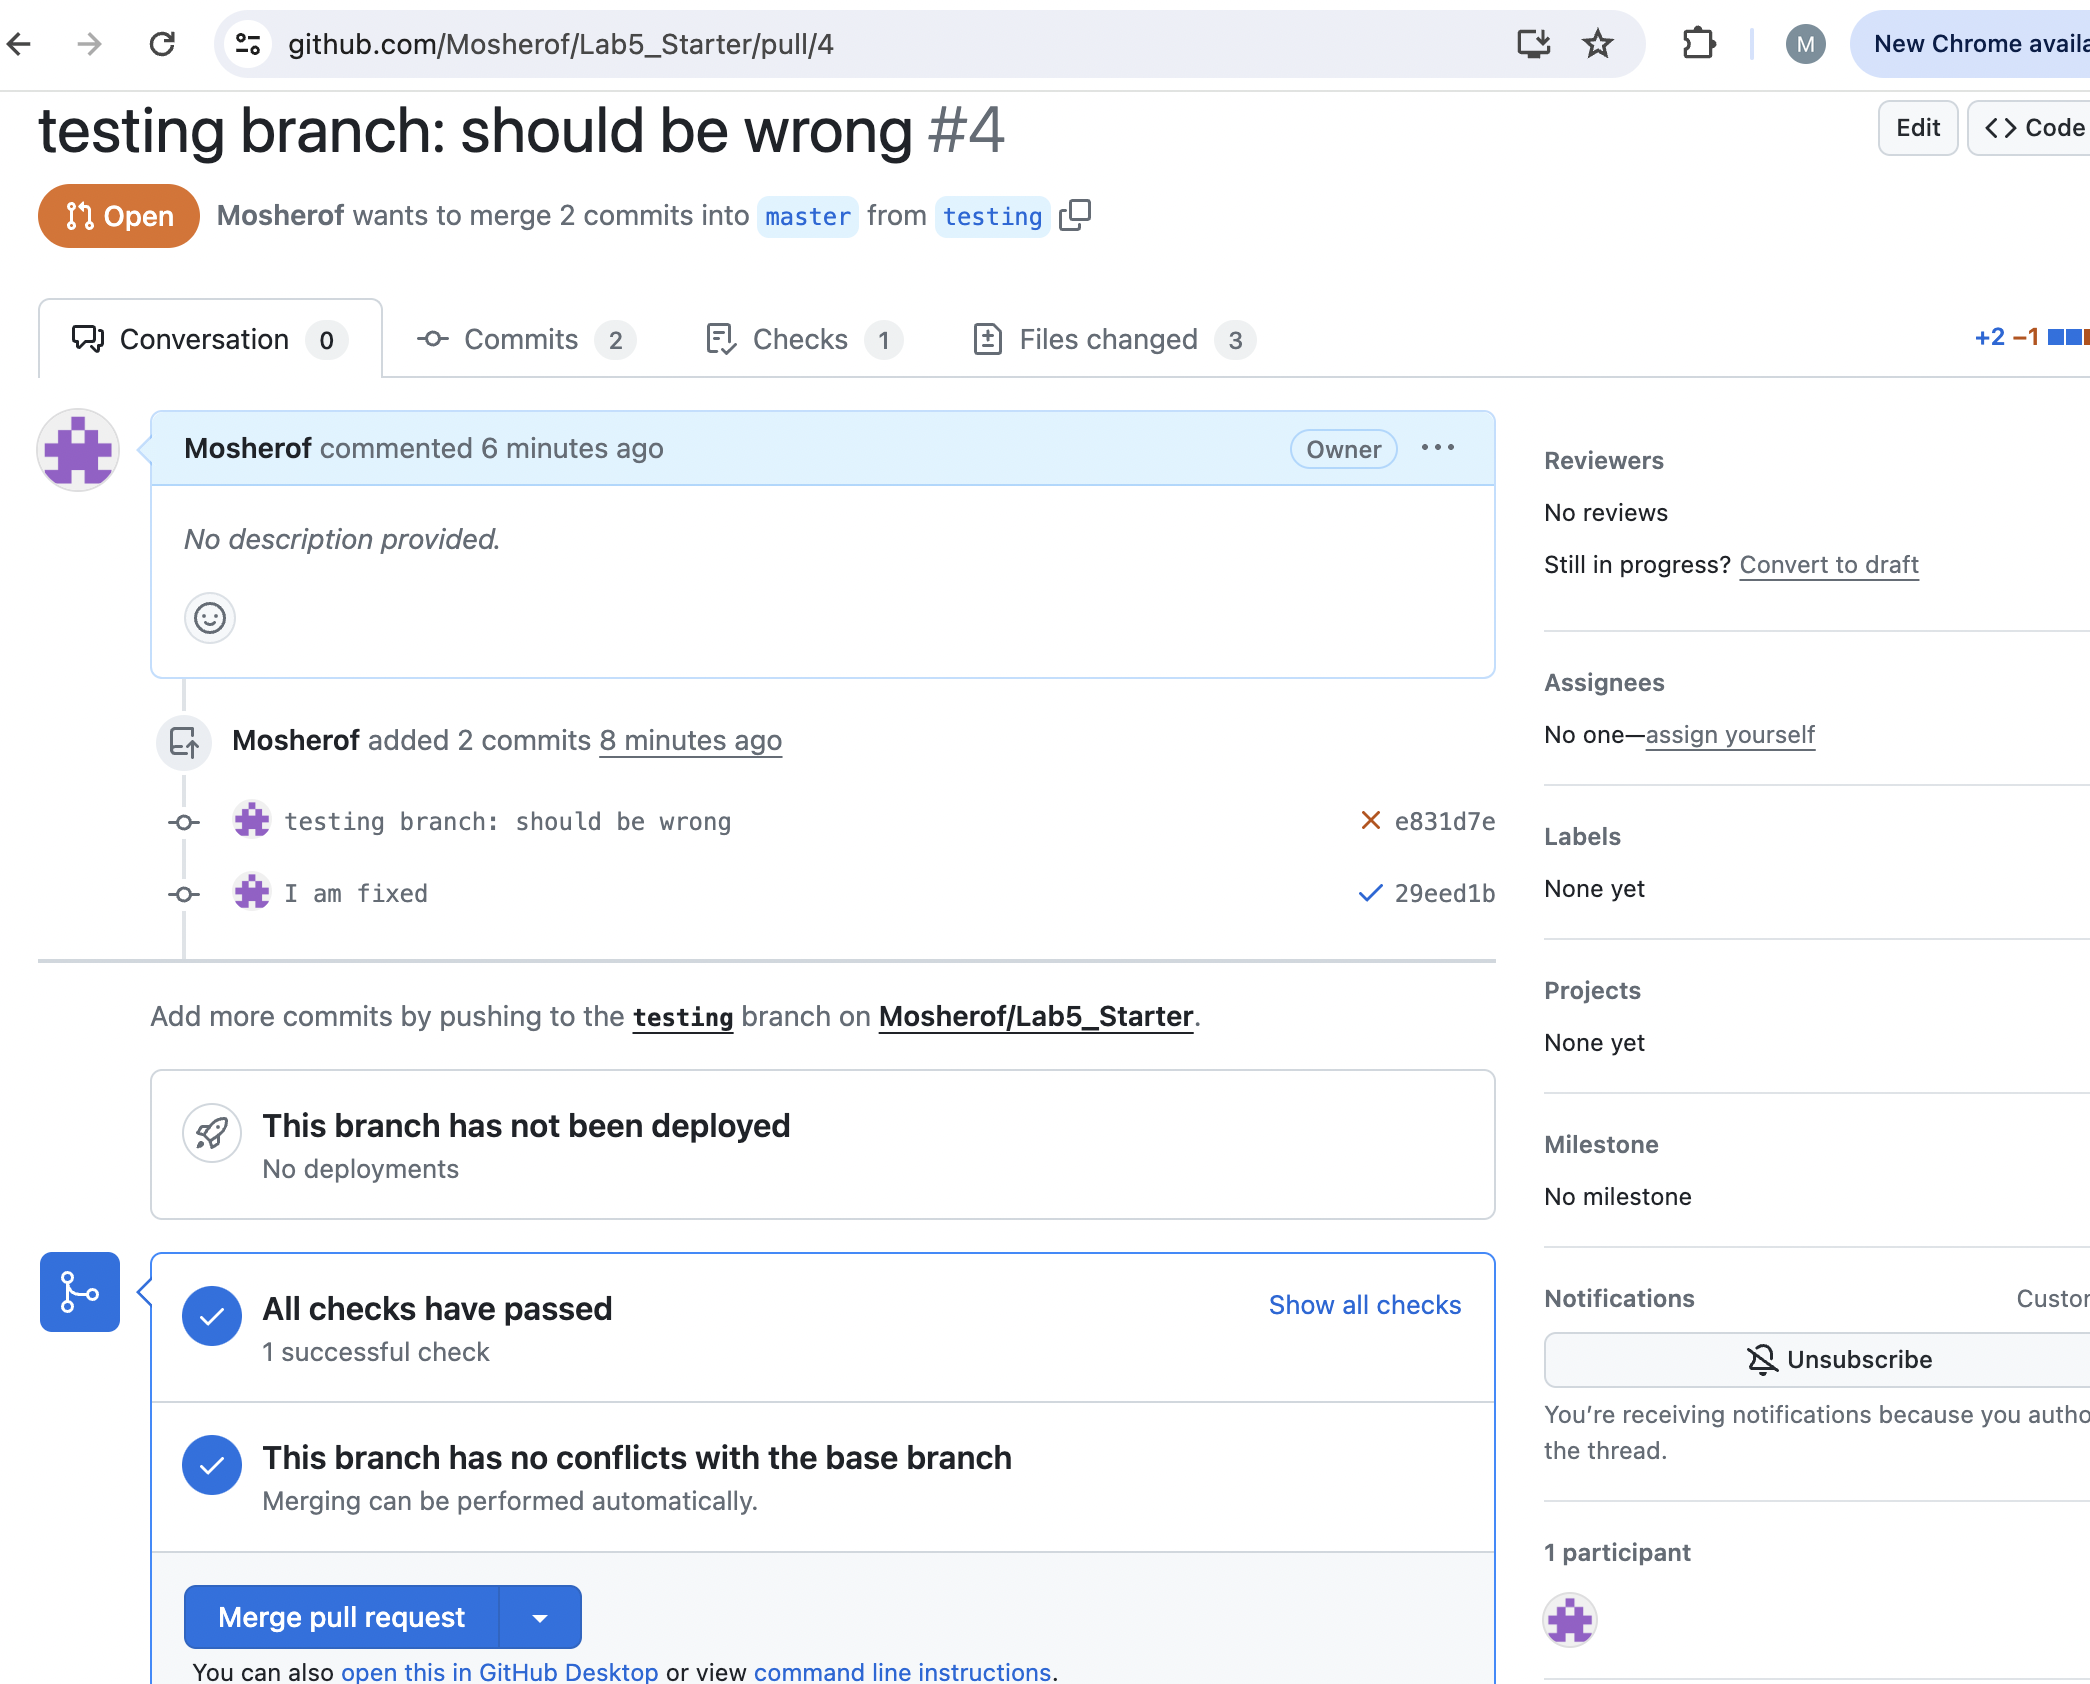 github.com/Mosherof/Lab5_Starter/pull/4
M
New Chrome availa
testing branch: should be wrong #4
Edit
Code
Open
Mosherof wants to merge 2 commits into master from testing
Conversation 0
Commits 2
Checks 1
Files changed 3
+2 −1
Mosherof commented 6 minutes ago
Owner
No description provided.
Mosherof added 2 commits 8 minutes ago
testing branch: should be wrong
e831d7e
I am fixed
29eed1b
Add more commits by pushing to the testing branch on Mosherof/Lab5_Starter.
This branch has not been deployed
No deployments
All checks have passed
Show all checks
1 successful check
This branch has no conflicts with the base branch
Merging can be performed automatically.
Merge pull request
You can also open this in GitHub Desktop or view command line instructions.
Reviewers
No reviews
Still in progress? Convert to draft
Assignees
No one—assign yourself
Labels
None yet
Projects
None yet
Milestone
No milestone
Notifications
Custor
Unsubscribe
You’re receiving notifications because you autho
the thread.
1 participant